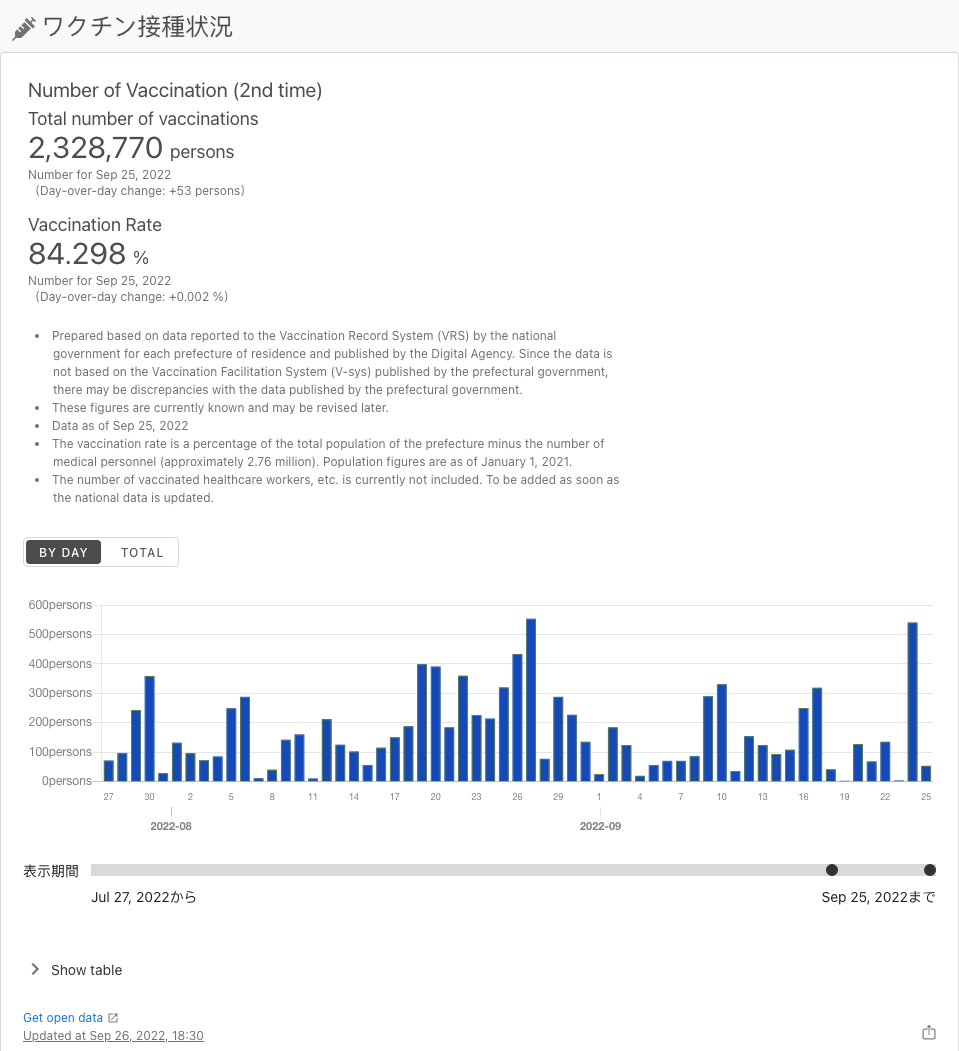 ワクチン接種状況
Number of Vaccination (2nd time)
Total number of vaccinations
2,328,770 persons
Number for Sep 25, 2022
(Day-over-day change: +53 persons)
Vaccination Rate
84.298 %
Number for Sep 25, 2022
(Day-over-day change: +0.002 %)
• Prepared based on data reported to the Vaccination Record System (VRS) by the national
government for each prefecture of residence and published by the Digital Agency. Since the data is
not based on the Vaccination Facilitation System (V-sys) published by the prefectural government,
there may be discrepancies with the data published by the prefectural government.
• These figures are currently known and may be revised later.
• Data as of Sep 25, 2022
• The vaccination rate is a percentage of the total population of the prefecture minus the number of
medical personnel (approximately 2.76 million). Population figures are as of January 1, 2021.
• The number of vaccinated healthcare workers, etc. is currently not included. To be added as soon as
the national data is updated.
BY DAY TOTAL
600persons
500persons
400persons
300persons
200persons
100persons
0persons
27 30 2 5 8 11 14 17 20 23 26 29 1 4 7 10 13 16 19 22 25
2022-08 2022-09
表示期間
Jul 27, 2022から Sep 25, 2022まで
Show table
Get open data
Updated at Sep 26, 2022, 18:30